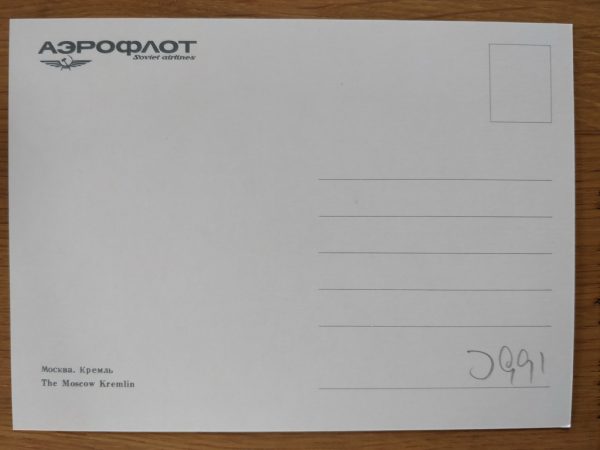 АЭРОФЛОТ
Soviet airlines
Москва. Кремль
The Moscow Kremlin